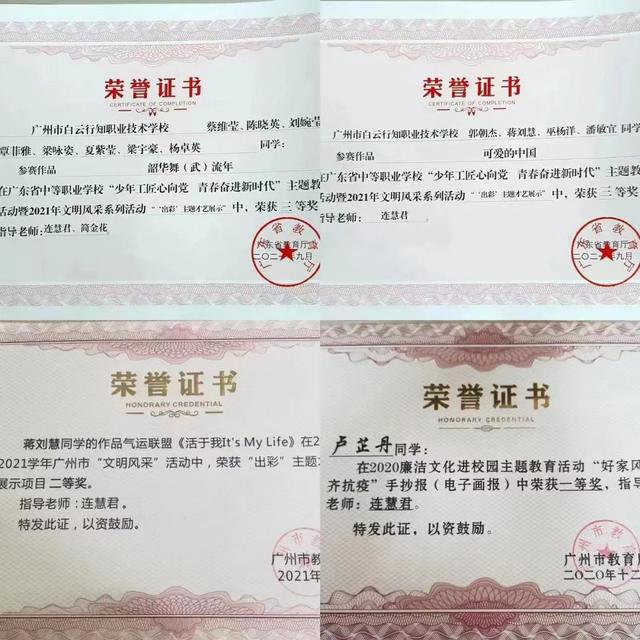 荣誉证书
CERTIFICATE OF COMPLETION
广州市白云行知职业技术学校 蔡维莹、陈晓英、刘婉莹
覃菲雅、梁咏姿、夏紫莹、梁宇豪、杨卓英 同学：
参赛作品 韶华舞（武）流年
在广东省中等职业学校“少年工匠心向党 青春奋进新时代”主题教
活动暨2021年文明风采系列活动“‘出彩’主题才艺展示”中，荣获 三 等奖
指导老师：连慧君、简金花
东省教育厅
二〇二一年九月
荣誉证书
CERTIFICATE OF COMPLETION
广州市白云行知职业技术学校 郭朝杰、蒋刘慧、巫杨洋、潘敏宜 同学：
参赛作品 可爱的中国
在广东省中等职业学校“少年工匠心向党 青春奋进新时代”主题教
活动暨2021年文明风采系列活动“‘出彩’主题才艺展示”中，荣获 三 等奖
指导老师： 连慧君
东省教育厅
二〇二一年九月
荣誉证书
HONORARY CREDENTIAL
蒋刘慧同学的作品气运联盟《活于我It's My Life》在2
2021学年广州市“文明风采”活动中，荣获“出彩”主题
展示项目 二等奖。
指导老师：连慧君。
特发此证，以资鼓励。
广州市教
2021年
荣誉证书
HONORARY CREDENTIAL
卢芷丹同学：
在2020廉洁文化进校园主题教育活动“好家风
齐抗疫”手抄报（电子画报）中荣获一等奖，指导
老师：连慧君。
特发此证，以资鼓励。
广州市教育局
二〇二〇年十二